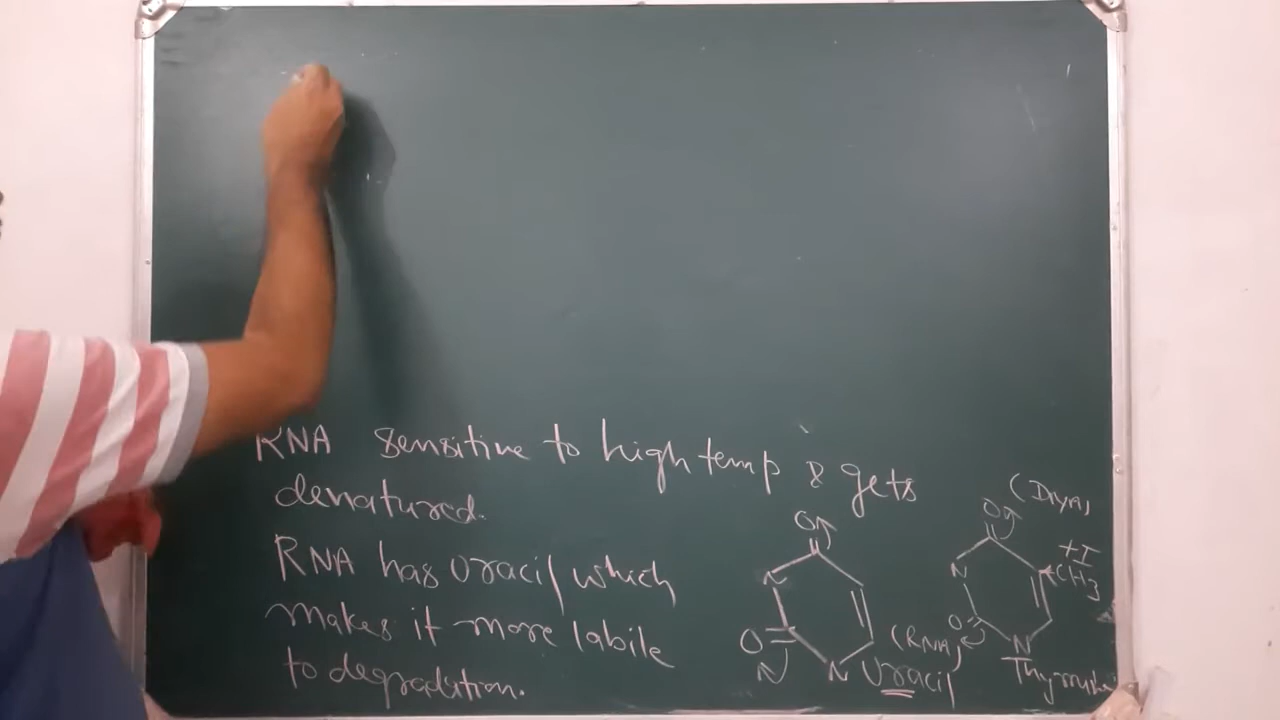 RNA sensitive to high temp & gets
denatured.
RNA has Uracil which
makes it more labile
to degradation.
O
N
O
N
N
(RNA)
Uracil
(DNA)
O
+I
CH3
N
O
N
Thymine